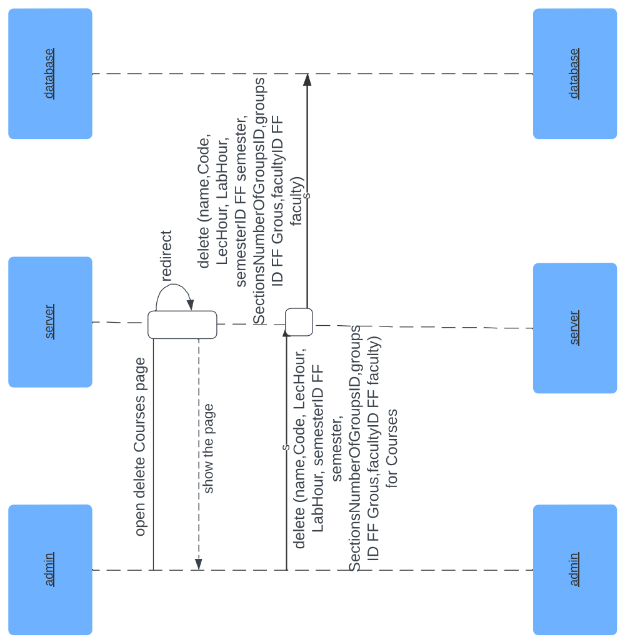 admin
server
database
open delete Courses page
redirect
show the page
delete (name,Code, LecHour,
LabHour, semesterID FF
semester,
SectionsNumberOfGroupsID,groups
ID FF Grous,facultyID FF faculty)
for Courses
s
delete (name,Code,
LecHour, LabHour,
semesterID FF semester,
SectionsNumberOfGroupsID,groups
ID FF Grous,facultyID FF
faculty)
s
admin
server
database